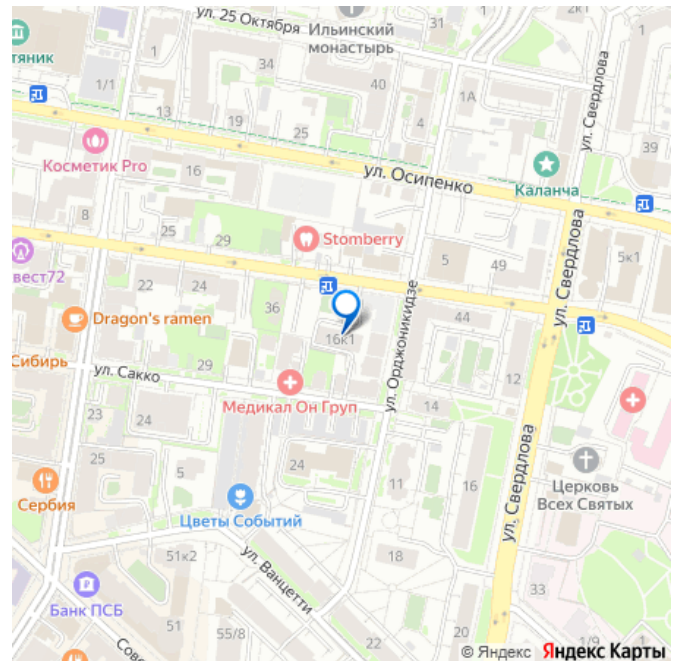 ул. 25 Октября
Ильинский
монастырь
2к1
тяник
34
40
1/1
1А
ул. Свердлова
13
19
25
4
39
Косметик Pro
16
ул. Осипенко
Каланча
8
25
29
Stomberry
5
49
5к1
вест72
22
24
36
ул. Орджоникидзе
ул. Свердлова
Dragon's ramen
16к1
44
Сибирь
ул. Сакко
29
12
Медикал Он Груп
14
23
24
25
5
24
11
16
ул. Свердлова
Церковь
Всех Святых
Сербия
Цветы Событий
51к2
ул. Ванцетти
18
33
Банк ПСБ
51
55/8
22
20
1/9
Сове
© Яндекс Яндекс Карты